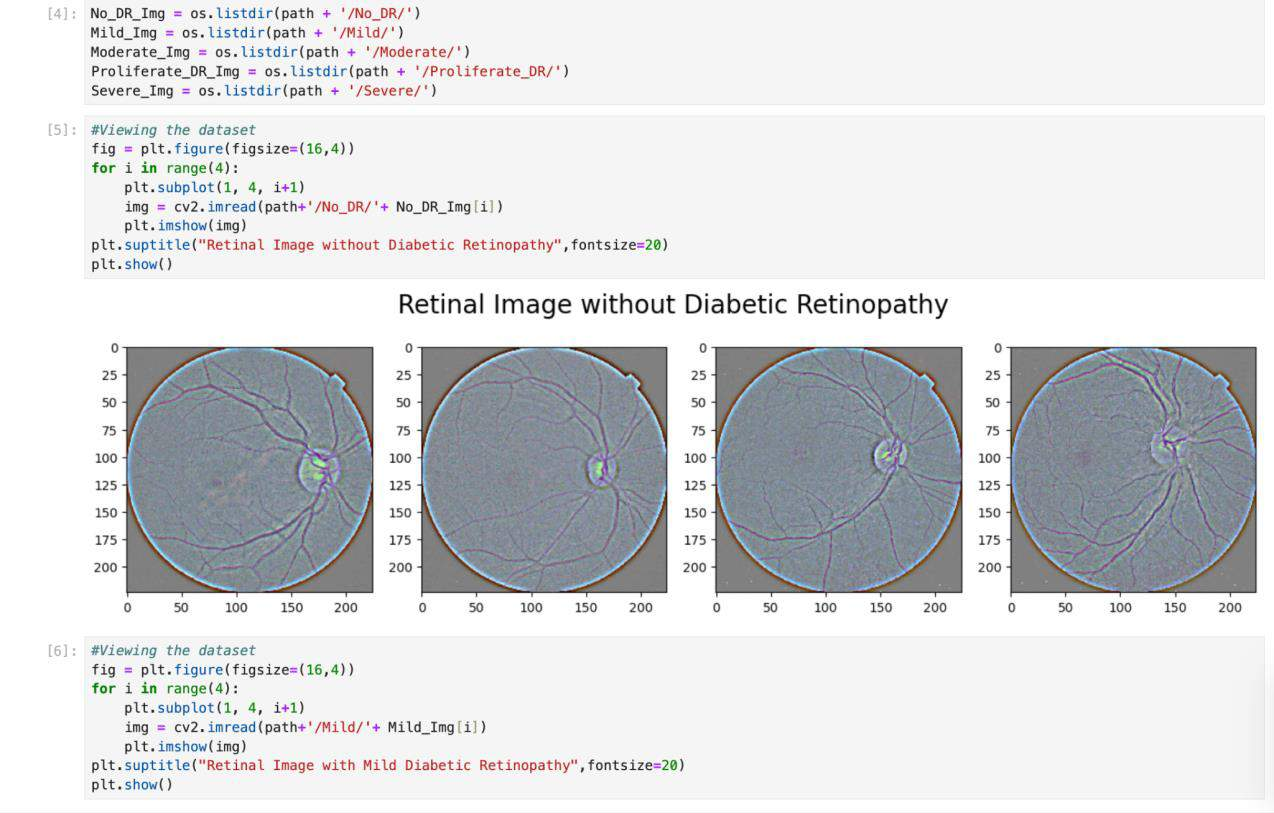 [4]: No_DR_Img = os.listdir(path + '/No_DR/')
Mild_Img = os.listdir(path + '/Mild/')
Moderate_Img = os.listdir(path + '/Moderate/')
Proliferate_DR_Img = os.listdir(path + '/Proliferate_DR/')
Severe_Img = os.listdir(path + '/Severe/')
[5]: #Viewing the dataset
fig = plt.figure(figsize=(16,4))
for i in range(4):
    plt.subplot(1, 4, i+1)
    img = cv2.imread(path+'/No_DR/'+ No_DR_Img[i])
    plt.imshow(img)
plt.suptitle("Retinal Image without Diabetic Retinopathy",fontsize=20)
plt.show()
Retinal Image without Diabetic Retinopathy
0 0 0 0
25 25 25 25
50 50 50 50
75 75 75 75
100 100 100 100
125 125 125 125
150 150 150 150
175 175 175 175
200 200 200 200
0 50 100 150 200 0 50 100 150 200 0 50 100 150 200 0 50 100 150 200
[6]: #Viewing the dataset
fig = plt.figure(figsize=(16,4))
for i in range(4):
    plt.subplot(1, 4, i+1)
    img = cv2.imread(path+'/Mild/'+ Mild_Img[i])
    plt.imshow(img)
plt.suptitle("Retinal Image with Mild Diabetic Retinopathy",fontsize=20)
plt.show()